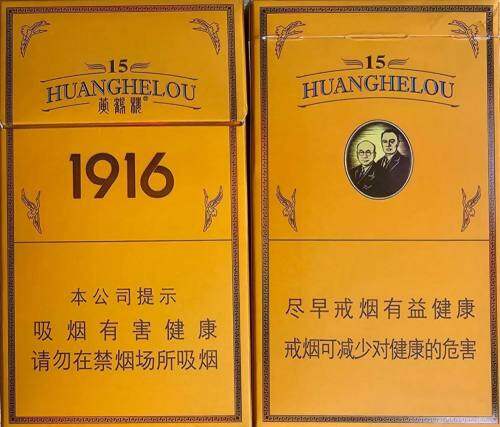 15
HUANGHELOU
黄鹤楼®
1916
本公司提示
吸烟有害健康
请勿在禁烟场所吸烟
15
HUANGHELOU
尽早戒烟有益健康
戒烟可减少对健康的危害